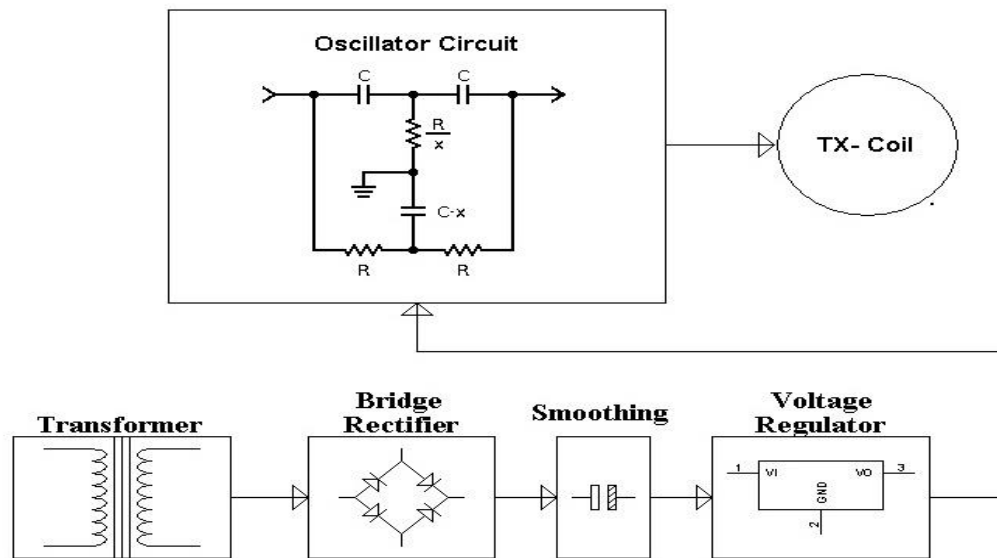 Oscillator Circuit
C C
R
x
C·x
R R
TX- Coil
Bridge
Rectifier
Transformer
Smoothing
Voltage
Regulator
1 VI VO 3
GND
2